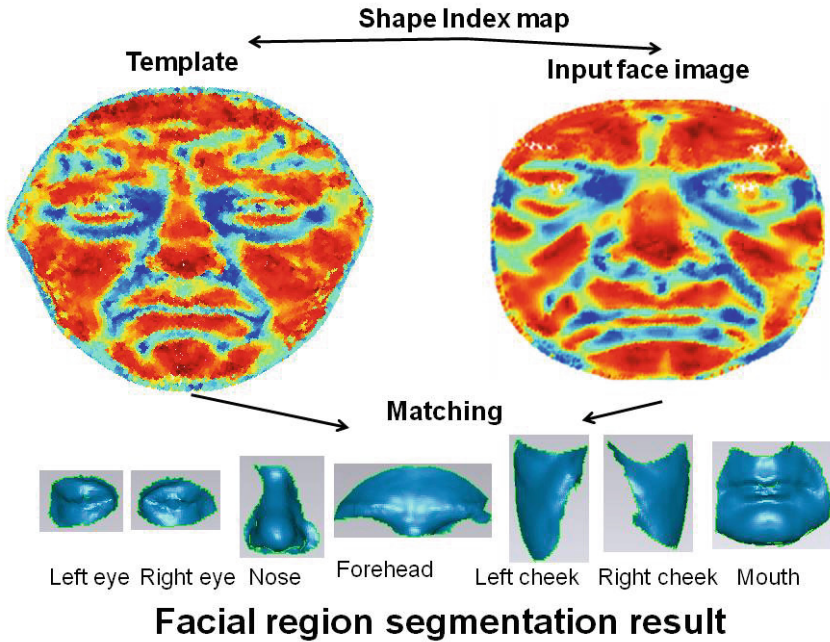 Shape Index map
Template
Input face image
Matching
Left eye
Right eye
Nose
Forehead
Left cheek
Right cheek
Mouth
Facial region segmentation result